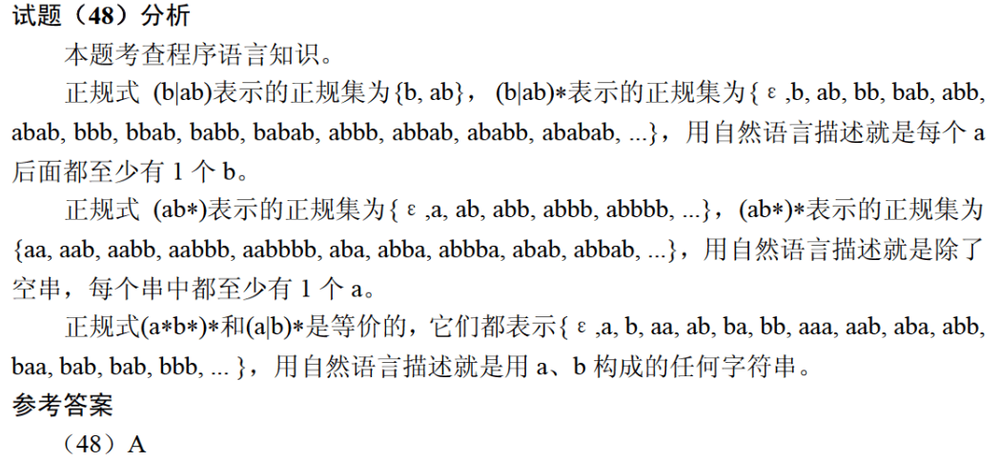 试题（48）分析
本题考查程序语言知识。
正规式 (b|ab)表示的正规集为{b, ab}，(b|ab)*表示的正规集为{ ε ,b, ab, bb, bab, abb,
abab, bbb, bbab, babb, babab, abbb, abbab, ababb, ababab, ...}，用自然语言描述就是每个 a
后面都至少有 1 个 b。
正规式 (ab*)表示的正规集为{ ε ,a, ab, abb, abbb, abbbb, ...}，(ab*)*表示的正规集为
{aa, aab, aabb, aabbb, aabbbb, aba, abba, abbba, abab, abbab, ...}，用自然语言描述就是除了
空串，每个串中都至少有 1 个 a。
正规式(a*b*)*和(a|b)*是等价的，它们都表示{ ε ,a, b, aa, ab, ba, bb, aaa, aab, aba, abb,
baa, bab, bab, bbb, ... }，用自然语言描述就是用 a、b 构成的任何字符串。
参考答案
（48）A